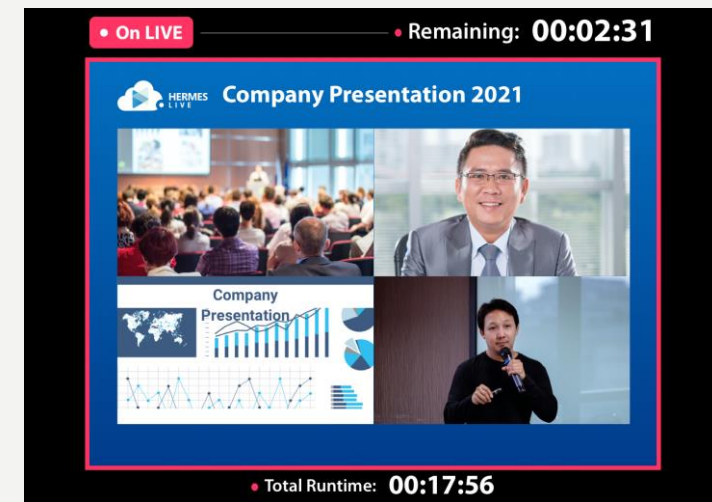 • On LIVE
• Remaining: 00:02:31
HERMES
LIVE
Company Presentation 2021
Company
Presentation
• Total Runtime: 00:17:56